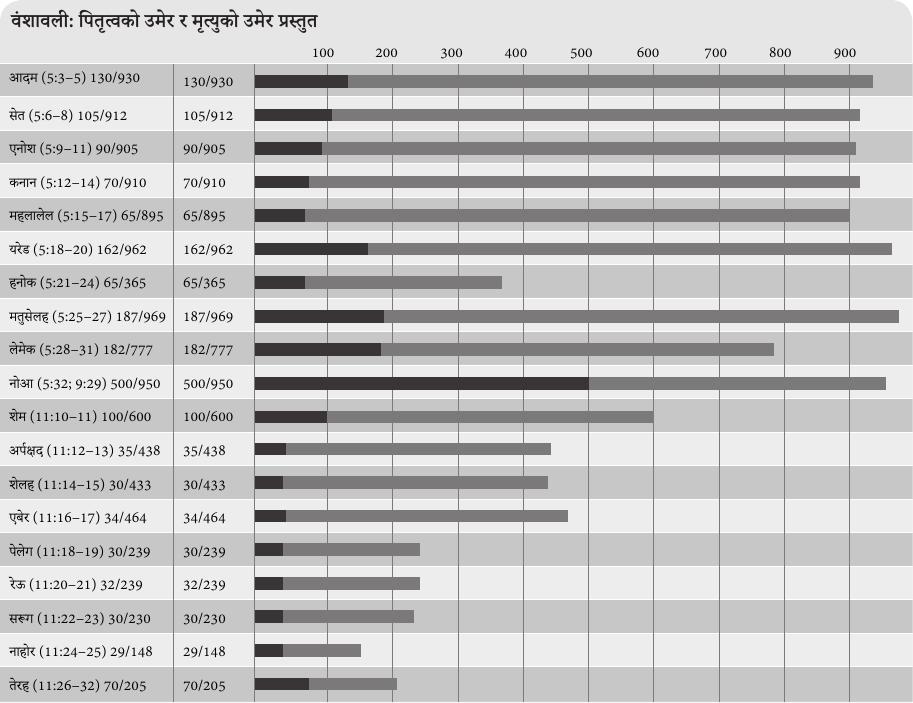 वंशावली: पितृत्वको उमेर र मृत्युको उमेर प्रस्तुत
100 200 300 400 500 600 700 800 900
आदम (5:3–5) 130/930 130/930
सेत (5:6–8) 105/912 105/912
एनोश (5:9–11) 90/905 90/905
कनान (5:12–14) 70/910 70/910
महलालेल (5:15–17) 65/895 65/895
यरेड (5:18–20) 162/962 162/962
हनोक (5:21–24) 65/365 65/365
मतुसेलह (5:25–27) 187/969 187/969
लेमेक (5:28–31) 182/777 182/777
नोआ (5:32; 9:29) 500/950 500/950
शेम (11:10–11) 100/600 100/600
अर्पक्षद (11:12–13) 35/438 35/438
शेलह (11:14–15) 30/433 30/433
एबेर (11:16–17) 34/464 34/464
पेलेग (11:18–19) 30/239 30/239
रेऊ (11:20–21) 32/239 32/239
सरूग (11:22–23) 30/230 30/230
नाहोर (11:24–25) 29/148 29/148
तेरह (11:26–32) 70/205 70/205